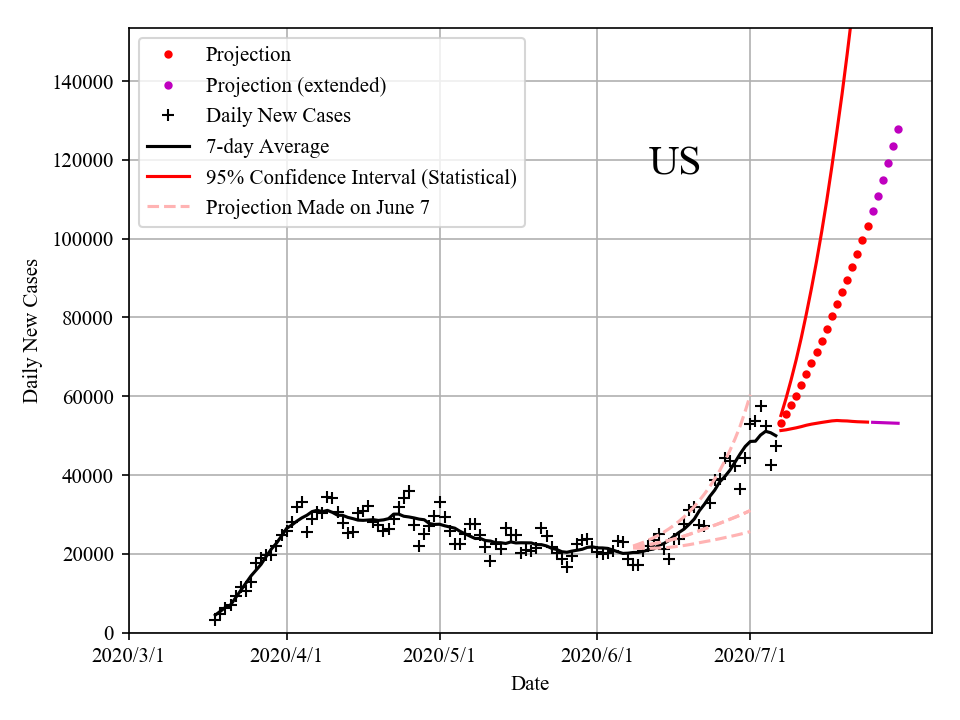 Projection
Projection (extended)
Daily New Cases
7-day Average
95% Confidence Interval (Statistical)
Projection Made on June 7
US
140000
120000
100000
80000
60000
40000
20000
0
Daily New Cases
2020/3/1 2020/4/1 2020/5/1 2020/6/1 2020/7/1
Date